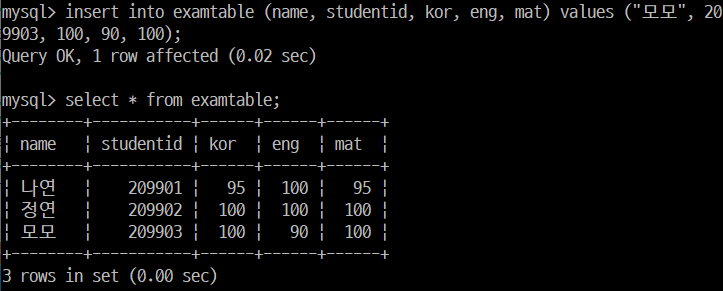 mysql> insert into examtable (name, studentid, kor, eng, mat) values ("모모", 20
9903, 100, 90, 100);
Query OK, 1 row affected (0.02 sec)
mysql> select * from examtable;
+--------+-----------+------+------+------+
¦ name   ¦ studentid ¦ kor  ¦ eng  ¦ mat  ¦
+--------+-----------+------+------+------+
¦ 나연   ¦    209901 ¦   95 ¦  100 ¦   95 ¦
¦ 정연   ¦    209902 ¦  100 ¦  100 ¦  100 ¦
¦ 모모   ¦    209903 ¦  100 ¦   90 ¦  100 ¦
+--------+-----------+------+------+------+
3 rows in set (0.00 sec)